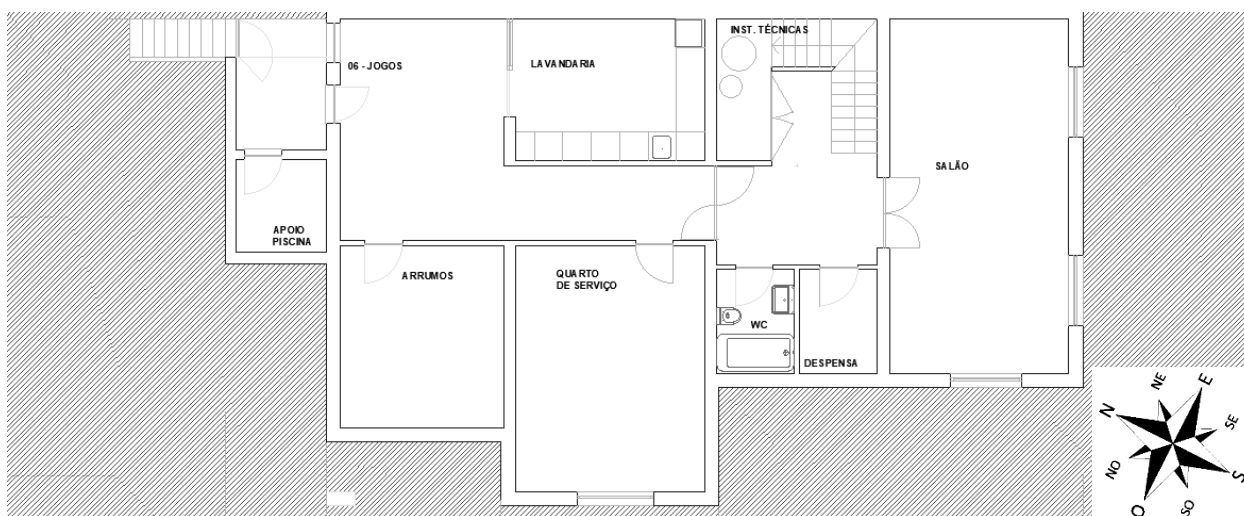 INST. TÉCNICAS
06 - JOGOS
LAVANDARIA
SALÃO
APOIO
PISCINA
ARRUMOS
QUARTO
DE SERVIÇO
WC
DESPENSA
NE
E
N
SE
NO
S
O
SO